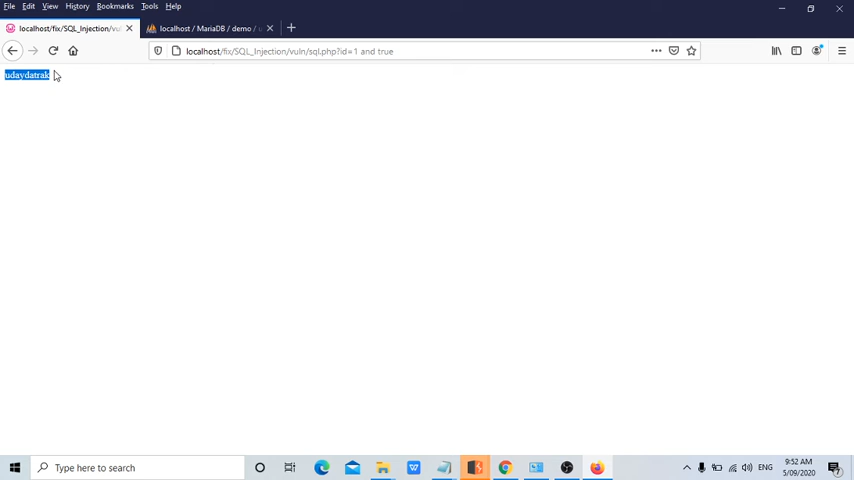 File Edit View History Bookmarks Tools Help
localhost/fix/SQL_Injection/vul
localhost / MariaDB / demo / u
localhost/fix/SQL_Injection/vuln/sql.php?id=1 and true
udaydatrak
Type here to search
ENG
9:52 AM
5/09/2020